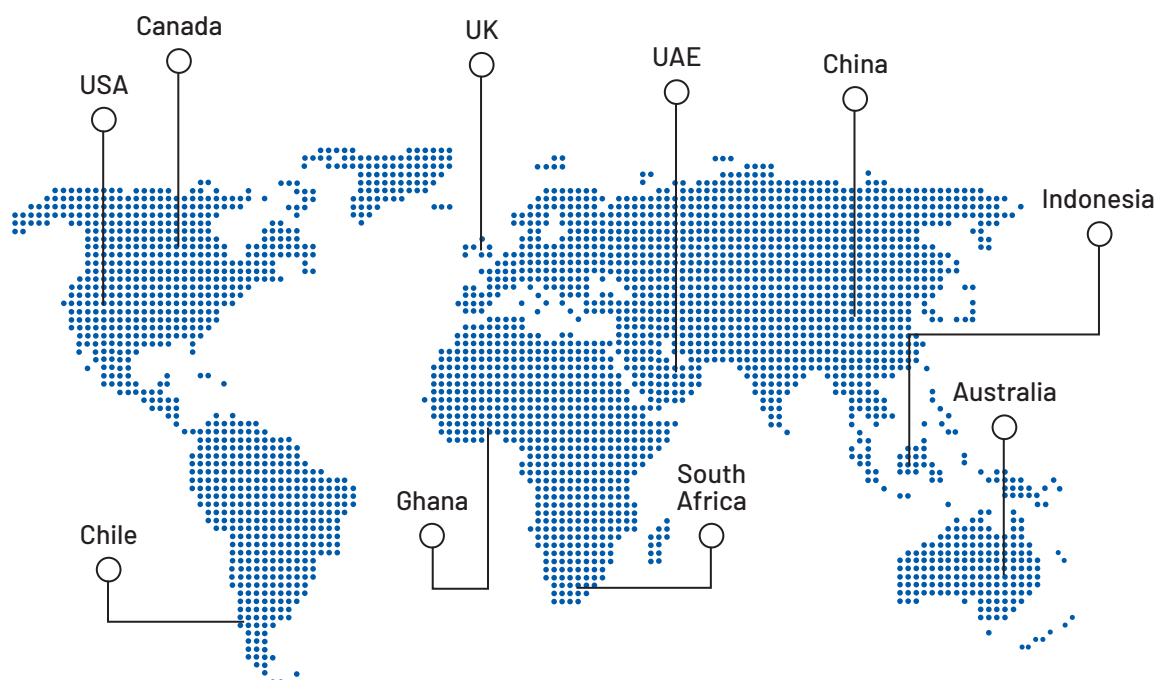 Canada
UK
UAE
China
USA
Indonesia
Australia
South
Africa
Ghana
Chile